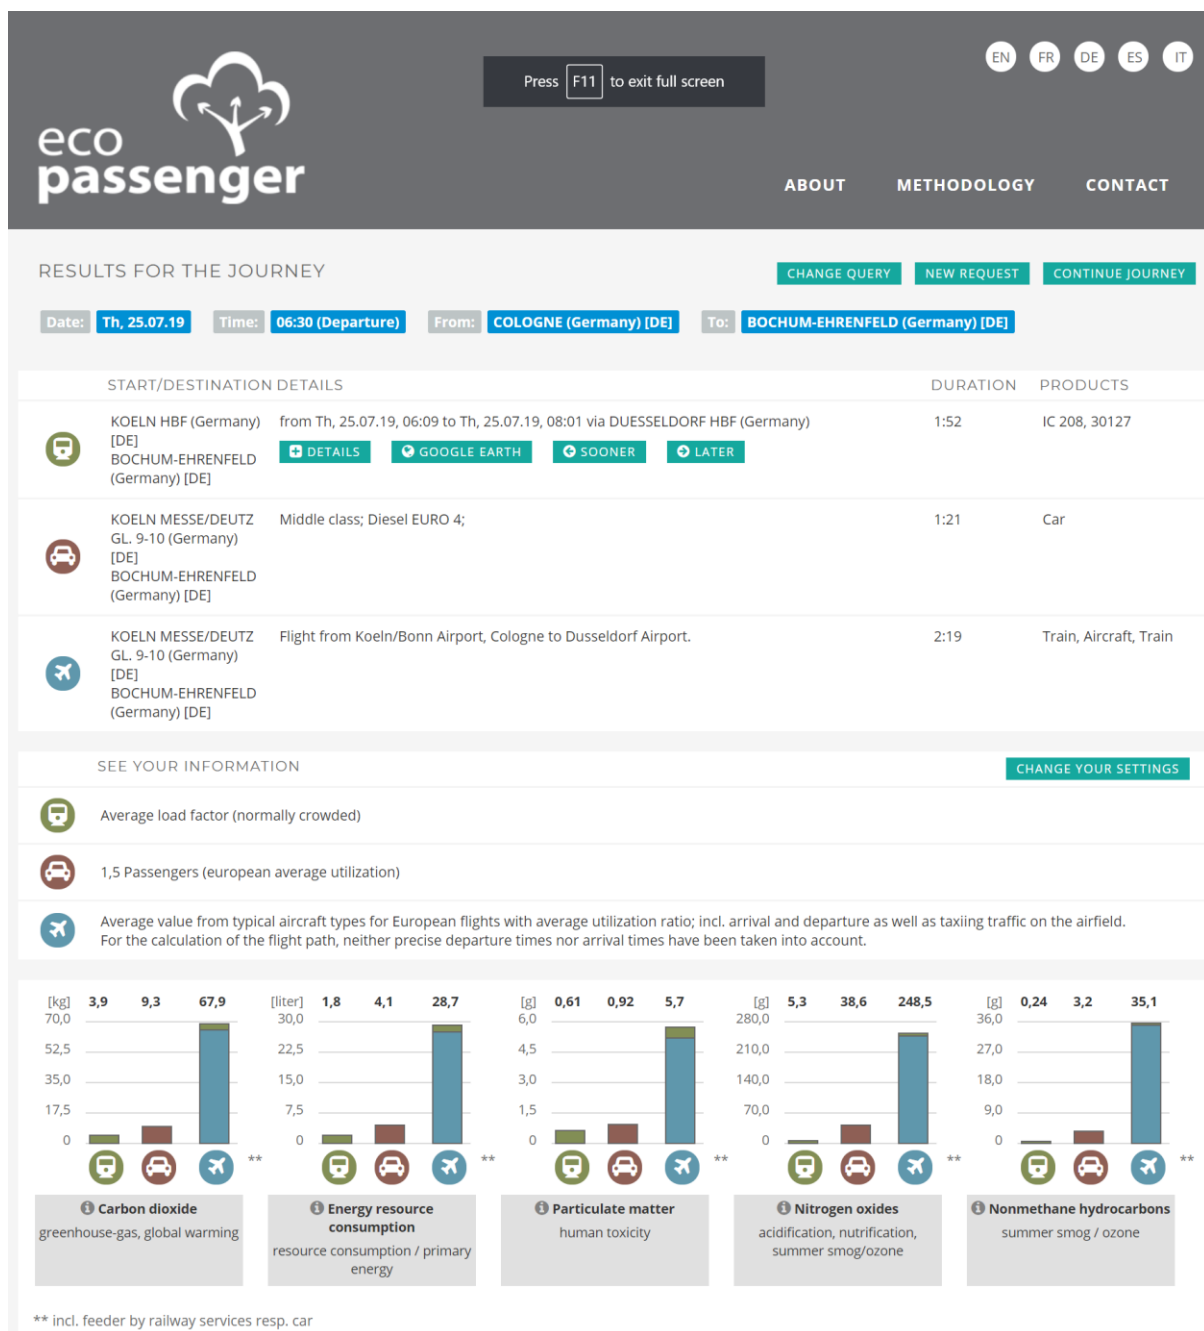 EN FR DE ES IT
Press F11 to exit full screen
eco
passenger
ABOUT METHODOLOGY CONTACT
RESULTS FOR THE JOURNEY
CHANGE QUERY NEW REQUEST CONTINUE JOURNEY
Date: Th, 25.07.19 Time: 06:30 (Departure) From: COLOGNE (Germany) [DE] To: BOCHUM-EHRENFELD (Germany) [DE]
START/DESTINATION DETAILS DURATION PRODUCTS
KOELN HBF (Germany) from Th, 25.07.19, 06:09 to Th, 25.07.19, 08:01 via DUESSELDORF HBF (Germany) 1:52 IC 208, 30127
[DE]
BOCHUM-EHRENFELD
(Germany) [DE]
DETAILS GOOGLE EARTH SOONER LATER
KOELN MESSE/DEUTZ Middle class; Diesel EURO 4; 1:21 Car
GL. 9-10 (Germany)
[DE]
BOCHUM-EHRENFELD
(Germany) [DE]
KOELN MESSE/DEUTZ Flight from Koeln/Bonn Airport, Cologne to Dusseldorf Airport. 2:19 Train, Aircraft, Train
GL. 9-10 (Germany)
[DE]
BOCHUM-EHRENFELD
(Germany) [DE]
SEE YOUR INFORMATION CHANGE YOUR SETTINGS
Average load factor (normally crowded)
1,5 Passengers (european average utilization)
Average value from typical aircraft types for European flights with average utilization ratio; incl. arrival and departure as well as taxiing traffic on the airfield.
For the calculation of the flight path, neither precise departure times nor arrival times have been taken into account.
[kg] 3,9 9,3 67,9
70,0
52,5
35,0
17,5
0
**
Carbon dioxide
greenhouse-gas, global warming
[liter] 1,8 4,1 28,7
30,0
22,5
15,0
7,5
0
**
Energy resource
consumption
resource consumption / primary
energy
[g] 0,61 0,92 5,7
6,0
4,5
3,0
1,5
0
**
Particulate matter
human toxicity
[g] 5,3 38,6 248,5
280,0
210,0
140,0
70,0
0
**
Nitrogen oxides
acidification, nutrification,
summer smog/ozone
[g] 0,24 3,2 35,1
36,0
27,0
18,0
9,0
0
**
Nonmethane hydrocarbons
summer smog / ozone
** incl. feeder by railway services resp. car